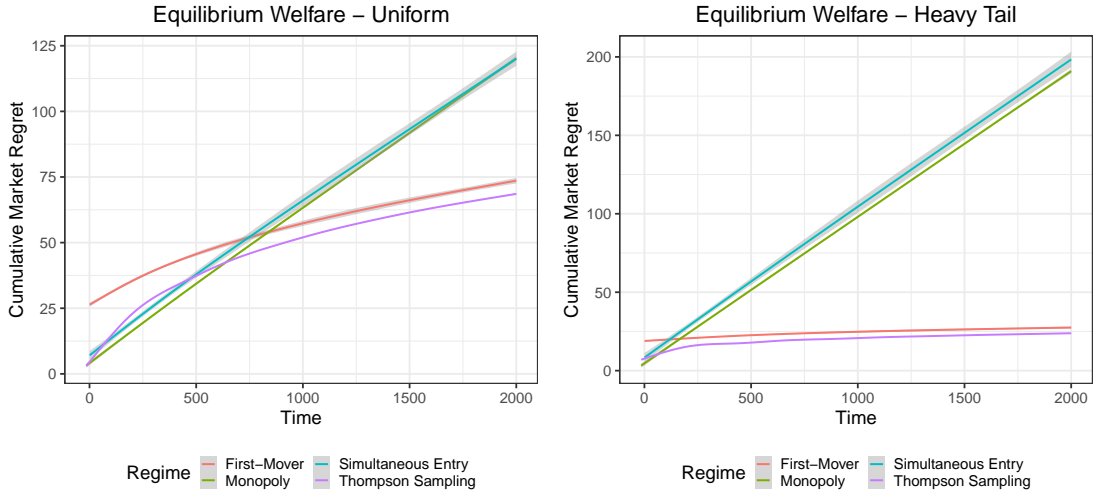 Equilibrium Welfare − Uniform
Cumulative Market Regret
125
100
75
50
25
0
0 500 1000 1500 2000
Time
Regime
First−Mover Simultaneous Entry
Monopoly Thompson Sampling
Equilibrium Welfare − Heavy Tail
Cumulative Market Regret
200
150
100
50
0
0 500 1000 1500 2000
Time
Regime
First−Mover Simultaneous Entry
Monopoly Thompson Sampling